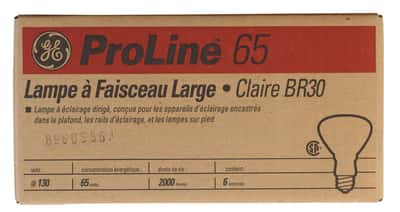 GE ProLine 65
Lampe à Faisceau Large • Claire BR30
■ Lampe à éclairage dirigé, conçue pour les appareils d'éclairage encastrés
dans le plafond, les rails d'éclairage, et les lampes sur pied
volts: consommation énergétique: durée de vie: contenu:
@ 130 65 watts 2000 heures 6